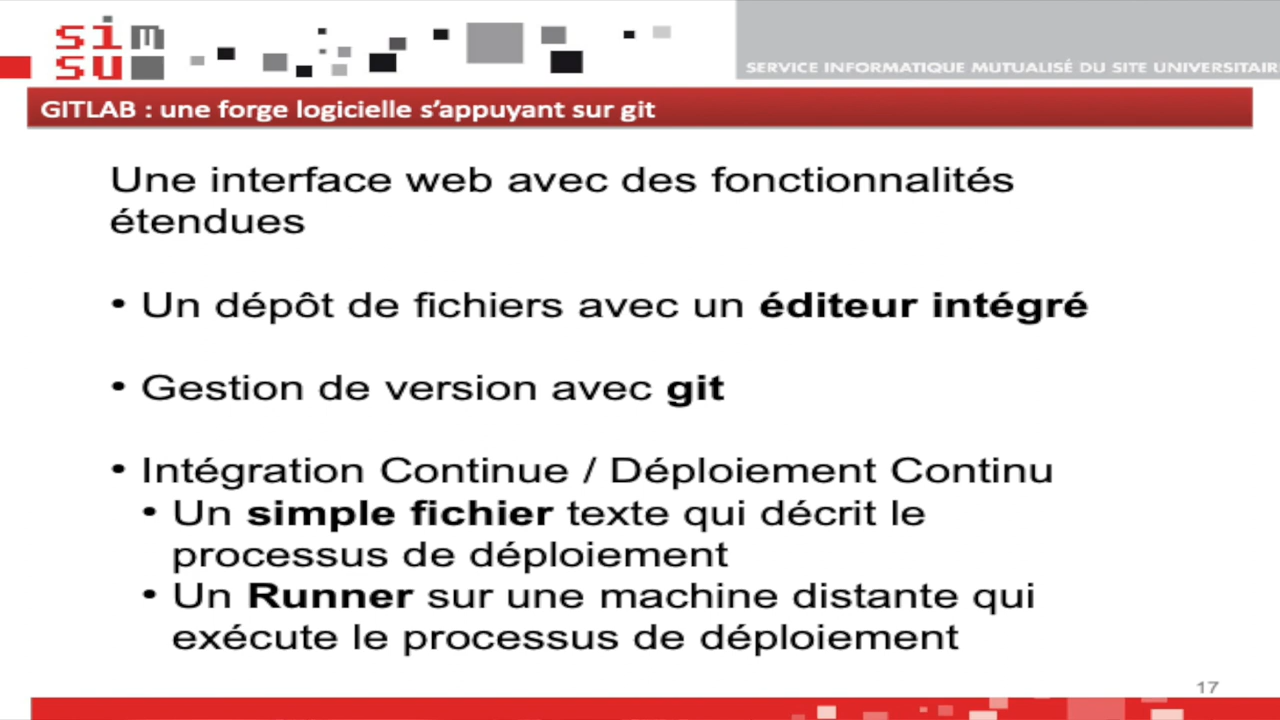 sim
su
SERVICE INFORMATIQUE MUTUALISÉ DU SITE UNIVERSITAIR
GITLAB : une forge logicielle s’appuyant sur git
Une interface web avec des fonctionnalités
étendues
• Un dépôt de fichiers avec un éditeur intégré
• Gestion de version avec git
• Intégration Continue / Déploiement Continu
• Un simple fichier texte qui décrit le
processus de déploiement
• Un Runner sur une machine distante qui
exécute le processus de déploiement
17